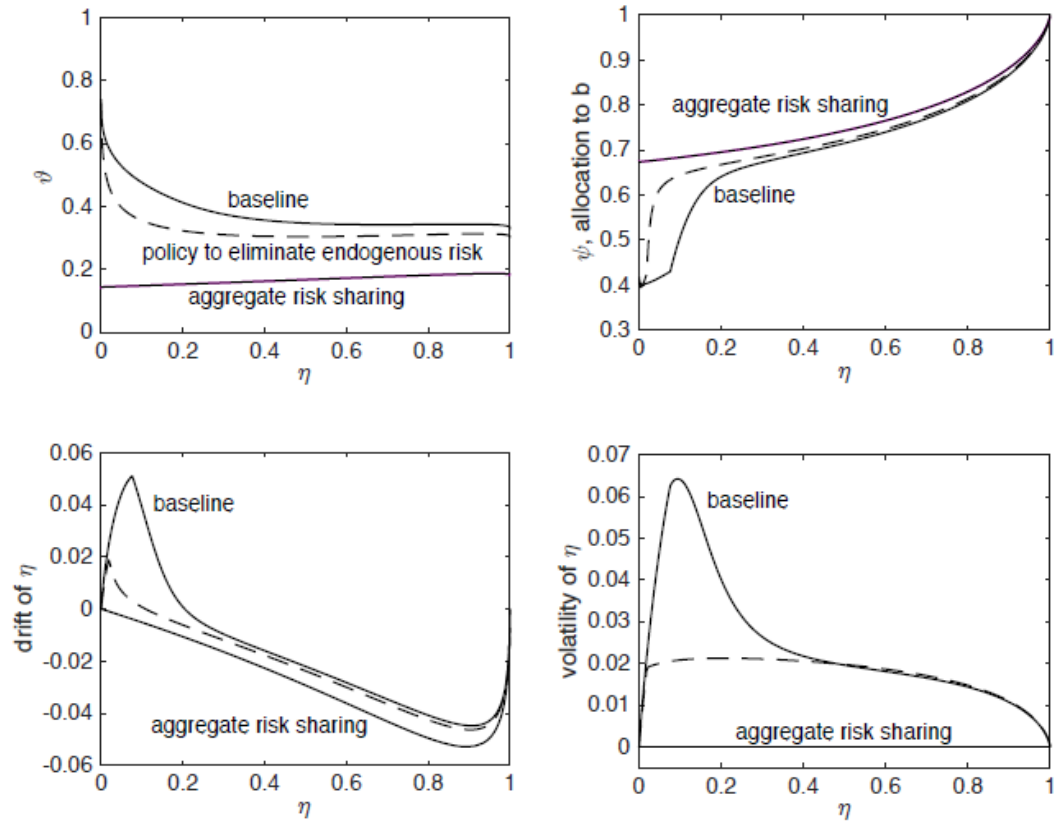 1
0.8
0.6
0.4
0.2
0
ϑ
baseline
policy to eliminate endogenous risk
aggregate risk sharing
0 0.2 0.4 0.6 0.8 1
η
1
0.9
0.8
0.7
0.6
0.5
0.4
0.3
ψ, allocation to b
aggregate risk sharing
baseline
0 0.2 0.4 0.6 0.8 1
η
0.06
0.04
0.02
0
-0.02
-0.04
-0.06
drift of η
baseline
aggregate risk sharing
0 0.2 0.4 0.6 0.8 1
η
0.07
0.06
0.05
0.04
0.03
0.02
0.01
0
volatility of η
baseline
aggregate risk sharing
0 0.2 0.4 0.6 0.8 1
η